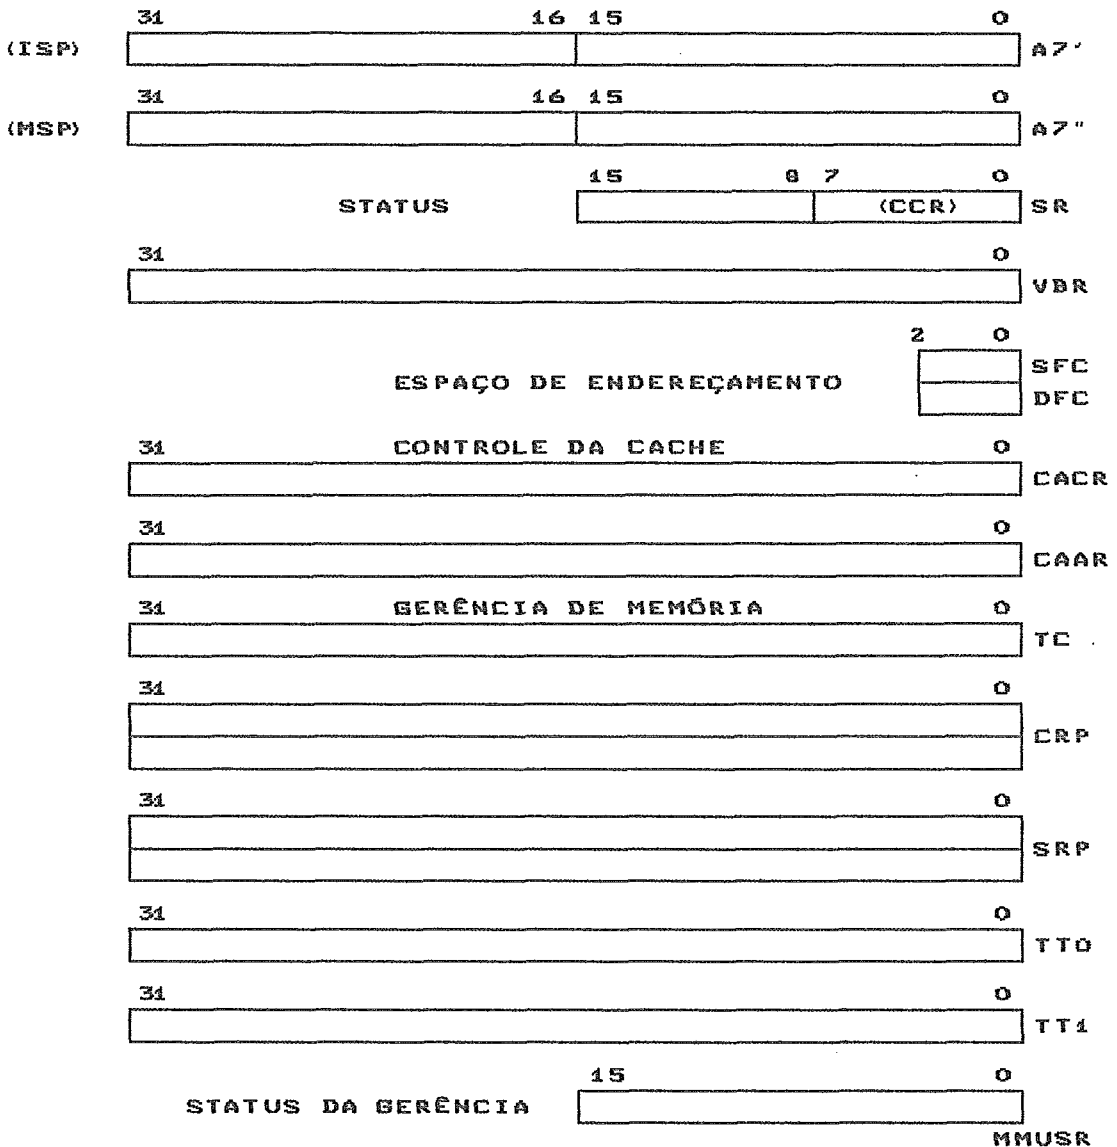 31 16 15 0
(ISP) A7'
31 16 15 0
(MSP) A7"
15 8 7 0
STATUS (CCR) SR
31 0
VBR
2 0
SFC
ESPAÇO DE ENDEREÇAMENTO
DFC
31 CONTROLE DA CACHE 0
CACR
31 0
CAAR
31 GERÊNCIA DE MEMÓRIA 0
TC
31 0
CRP
31 0
SRP
31 0
TT0
31 0
TT1
15 0
STATUS DA GERÊNCIA
MMUSR